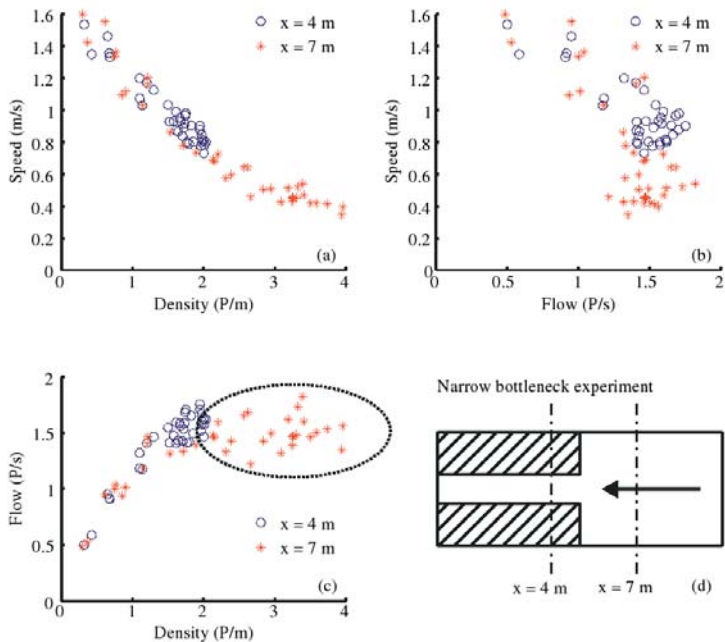 1.6
1.4
1.2
1
0.8
0.6
0.4
0.2
0
Speed (m/s)
x = 4 m
x = 7 m
(a)
0 1 2 3 4
Density (P/m)
1.6
1.4
1.2
1
0.8
0.6
0.4
0.2
0
Speed (m/s)
x = 4 m
x = 7 m
(b)
0 0.5 1 1.5 2
Flow (P/s)
2
1.5
1
0.5
0
Flow (P/s)
x = 4 m
x = 7 m
(c)
0 1 2 3 4
Density (P/m)
Narrow bottleneck experiment
x = 4 m x = 7 m (d)